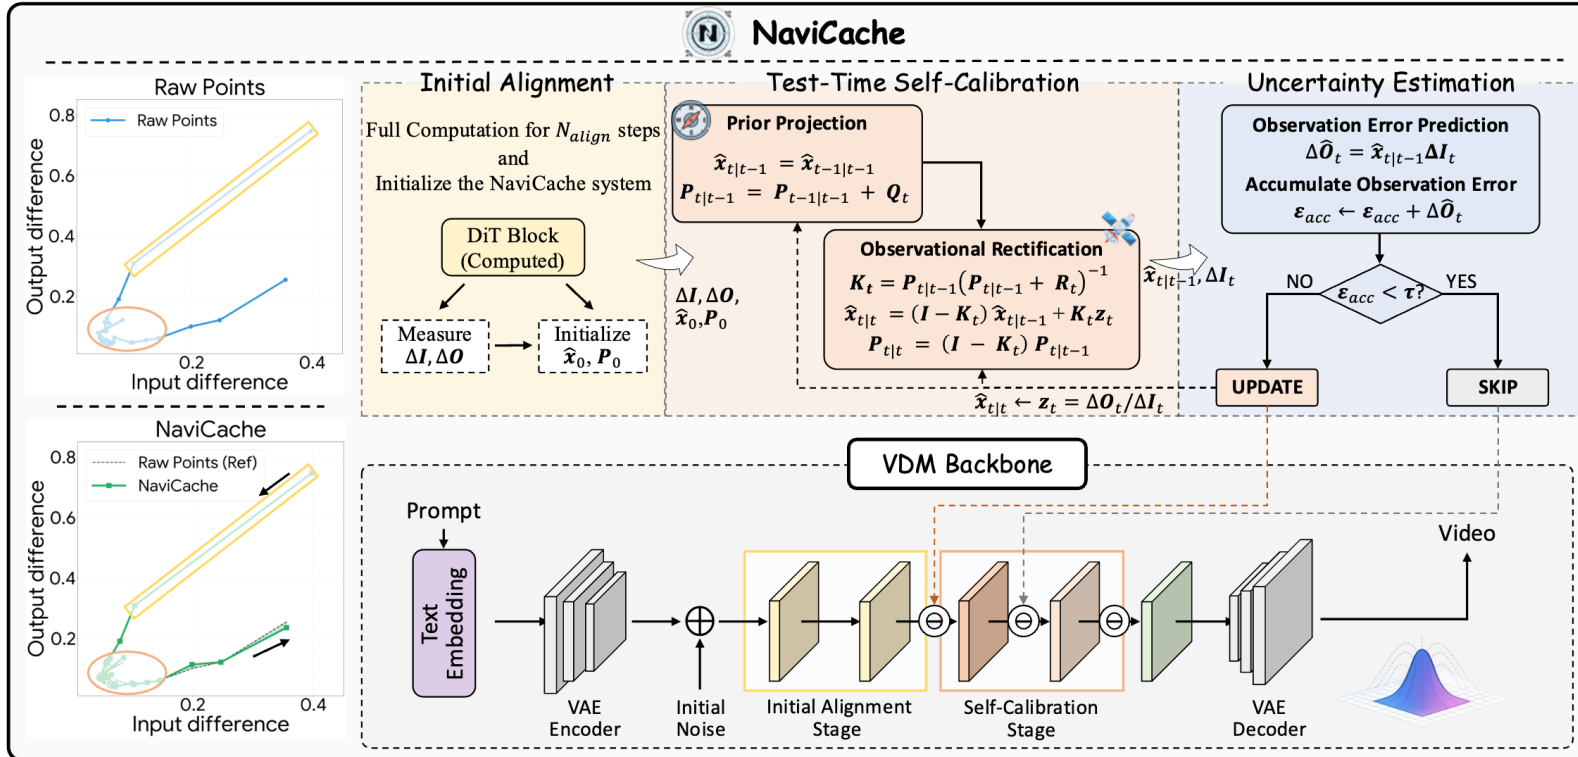 NaviCache
Raw Points
0.8
0.6
0.4
0.2
Raw Points
0.2
0.4
Output difference
Input difference
NaviCache
0.8
0.6
0.4
0.2
Raw Points (Ref)
NaviCache
0.2
0.4
Output difference
Input difference
Initial Alignment
Full Computation for N_align steps
and
Initialize the NaviCache system
DiT Block
(Computed)
Measure
ΔI, ΔO
Initialize
x̂₀, P₀
ΔI, ΔO,
x̂₀, P₀
Test-Time Self-Calibration
Prior Projection
x̂_{t|t−1} = x̂_{t−1|t−1}
P_{t|t−1} = P_{t−1|t−1} + Q_t
Observational Rectification
K_t = P_{t|t−1}(P_{t|t−1} + R_t)^{−1}
x̂_{t|t} = (I − K_t) x̂_{t|t−1} + K_t z_t
P_{t|t} = (I − K_t) P_{t|t−1}
x̂_{t|t} ← z_t = ΔO_t/ΔI_t
x̂_{t|t−1}, ΔI_t
Uncertainty Estimation
Observation Error Prediction
ΔÔ_t = x̂_{t|t−1}ΔI_t
Accumulate Observation Error
ε_acc ← ε_acc + ΔÔ_t
NO
ε_acc < τ?
YES
UPDATE
SKIP
VDM Backbone
Prompt
Text
Embedding
VAE
Encoder
Initial
Noise
Initial Alignment
Stage
Self-Calibration
Stage
VAE
Decoder
Video